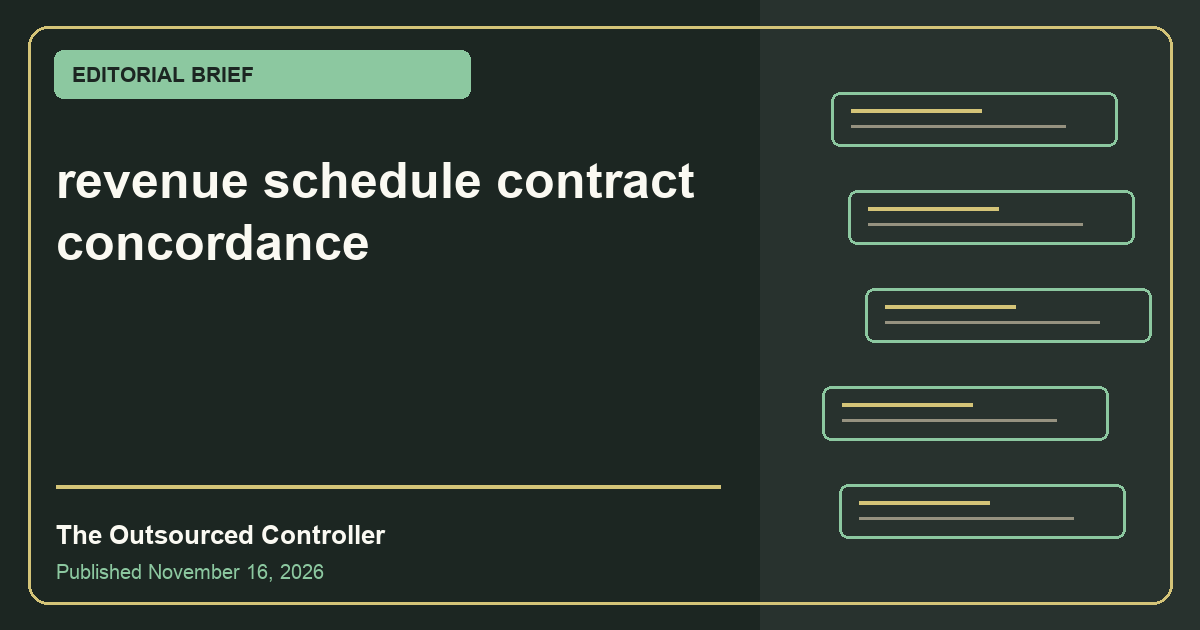 EDITORIAL BRIEF
revenue schedule contract
concordance
The Outsourced Controller
Published November 16, 2026